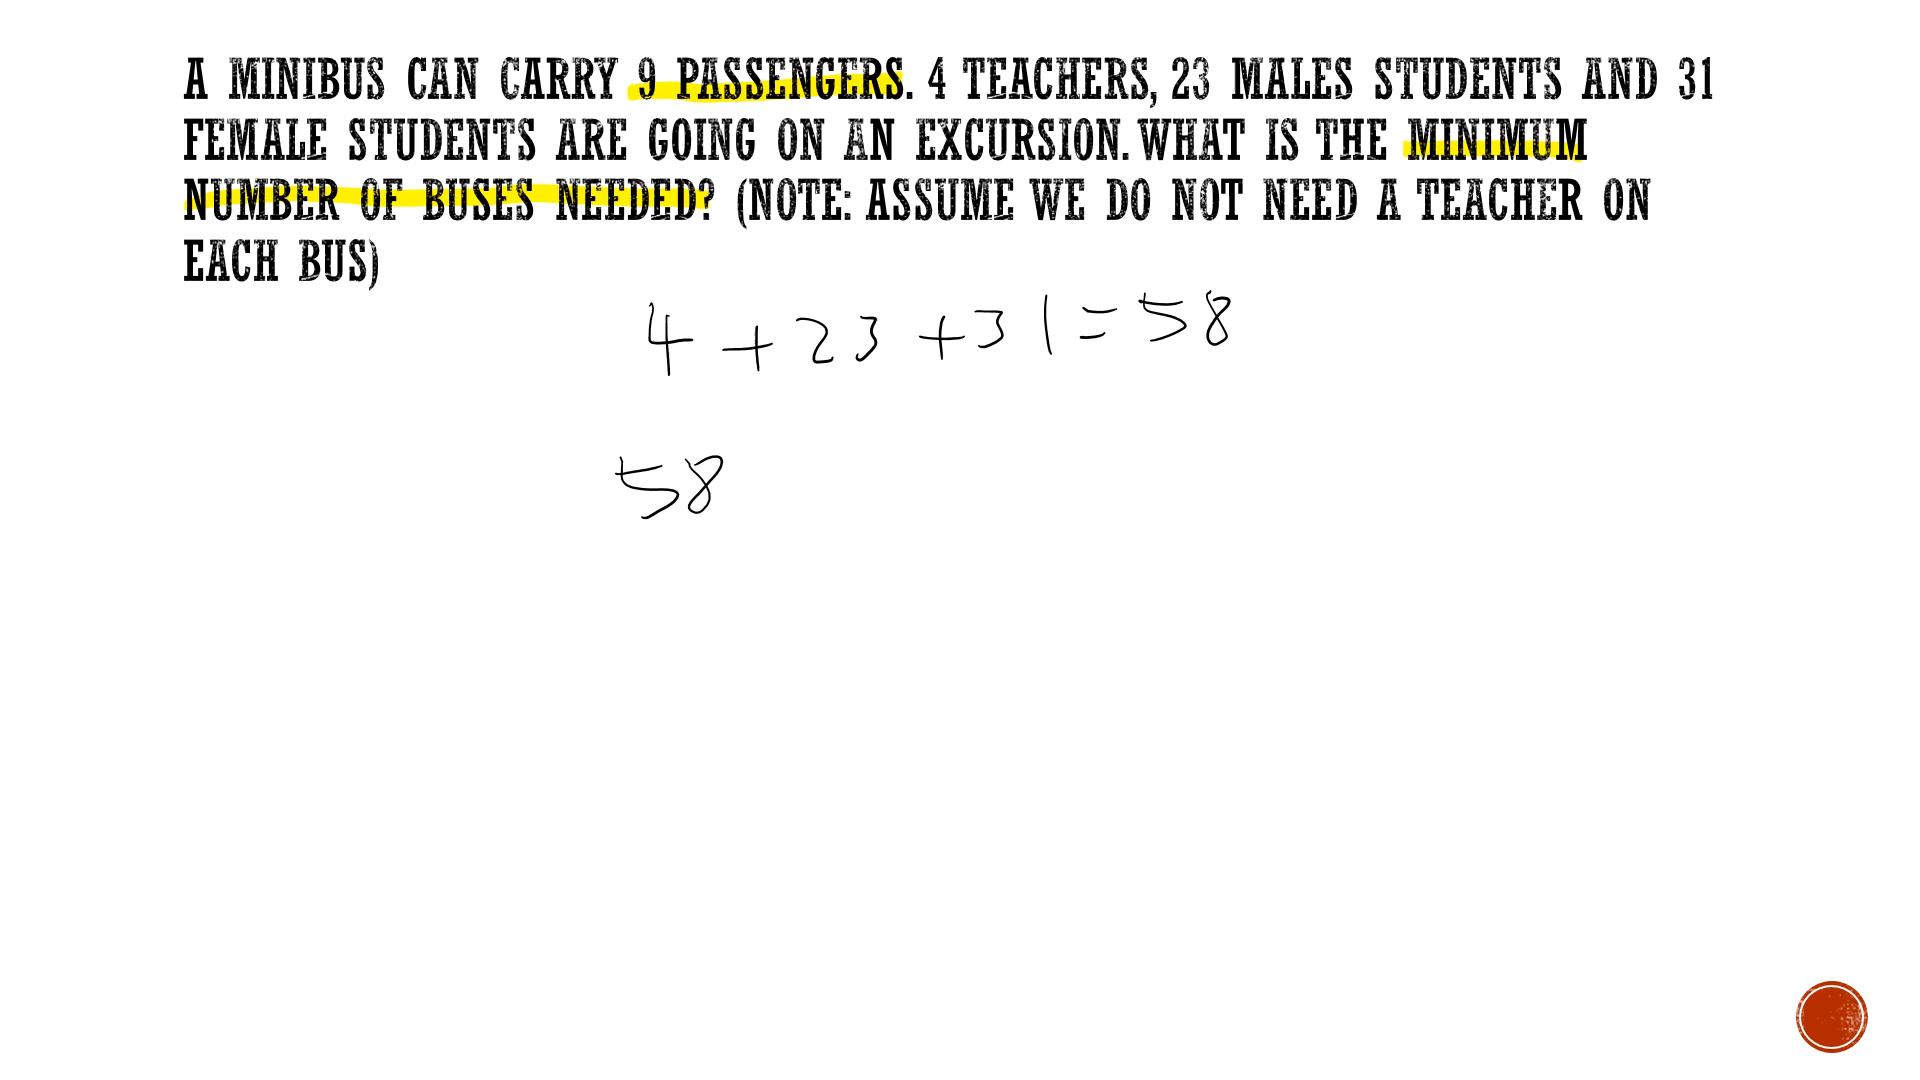 A MINIBUS CAN CARRY 9 PASSENGERS. 4 TEACHERS, 23 MALES STUDENTS AND 31
FEMALE STUDENTS ARE GOING ON AN EXCURSION. WHAT IS THE MINIMUM
NUMBER OF BUSES NEEDED? (NOTE: ASSUME WE DO NOT NEED A TEACHER ON
EACH BUS)
4 + 23 + 31 = 58
58